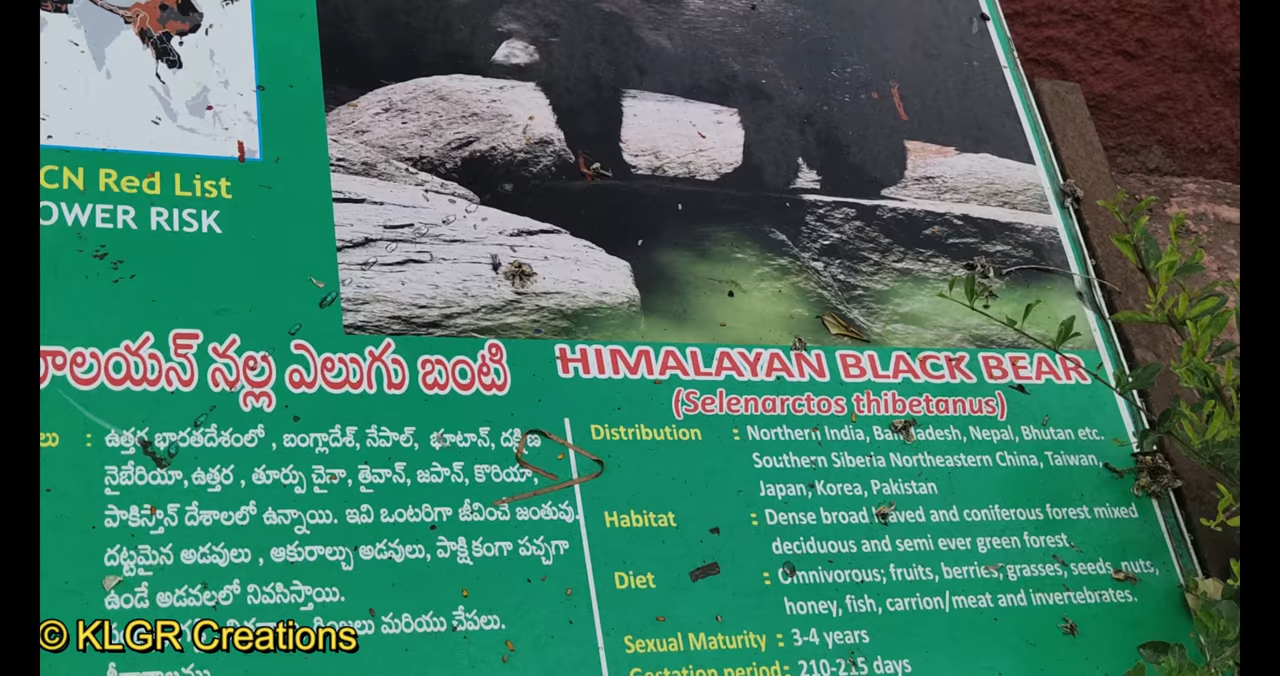 CN Red List
OWER RISK
ాలయన్ నల్ల ఎలుగు బంటి
HIMALAYAN BLACK BEAR
(Selenarctos thibetanus)
లు : ఉత్తర భారతదేశంలో , బంగ్లాదేశ్, నేపాల్, భూటాన్, దక్షిణ
నైబేరియా, ఉత్తర , తూర్పు చైనా, తైవాన్, జపాన్, కొరియా,
పాకిస్తాన్ దేశాలలో ఉన్నాయి. ఇవి ఒంటరిగా జీవించే జంతువు.
దట్టమైన అడవులు , ఆకురాల్చు అడవులు, పాక్షికంగా పచ్చగా
ఉండే అడవల్లలో నివసిస్తాయి.
మరియు చేపలు.
Distribution : Northern India, Bangladesh, Nepal, Bhutan etc.
Southern Siberia Northeastern China, Taiwan,
Japan, Korea, Pakistan
Habitat : Dense broad leaved and coniferous forest mixed
deciduous and semi ever green forest.
Diet : Omnivorous; fruits, berries, grasses, seeds, nuts,
honey, fish, carrion/meat and invertebrates.
Sexual Maturity : 3-4 years
Gestation period : 210-215 days
© KLGR Creations